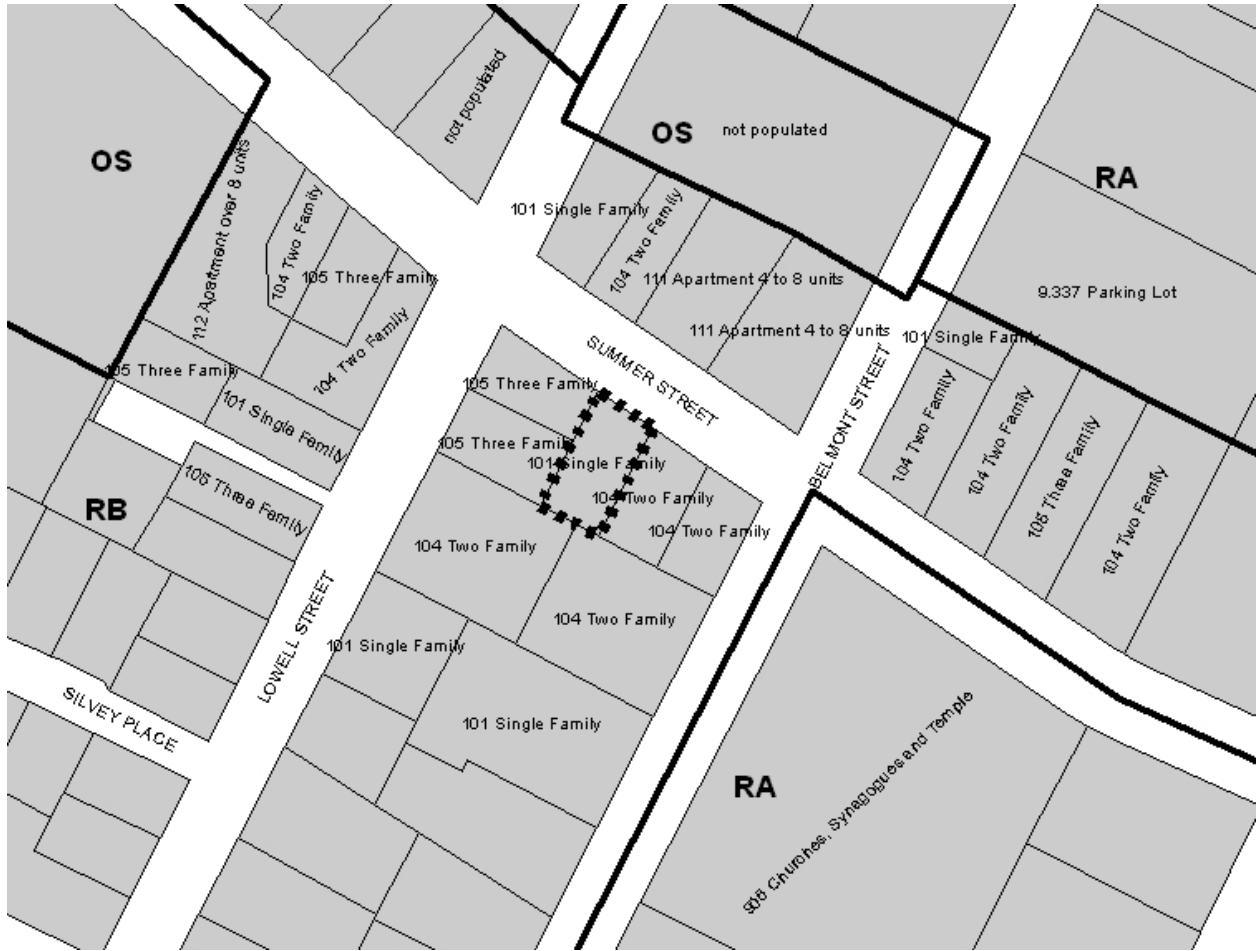 not populated
OS
OS
not populated
RA
112 Apartment over 8 units
104 Two Family
101 Single Family
104 Two Family
105 Three Family
111 Apartment 4 to 8 units
9.337 Parking Lot
104 Two Family
111 Apartment 4 to 8 units
101 Single Family
105 Three Family
101 Single Family
SUMMER STREET
BELMONT STREET
105 Three Family
104 Two Family
104 Two Family
105 Three Family
104 Two Family
105 Three Family
101 Single Family
104 Two Family
104 Two Family
105 Three Family
RB
104 Two Family
104 Two Family
LOWELL STREET
101 Single Family
SILVEY PLACE
101 Single Family
RA
906 Churches, Synagogues and Temple